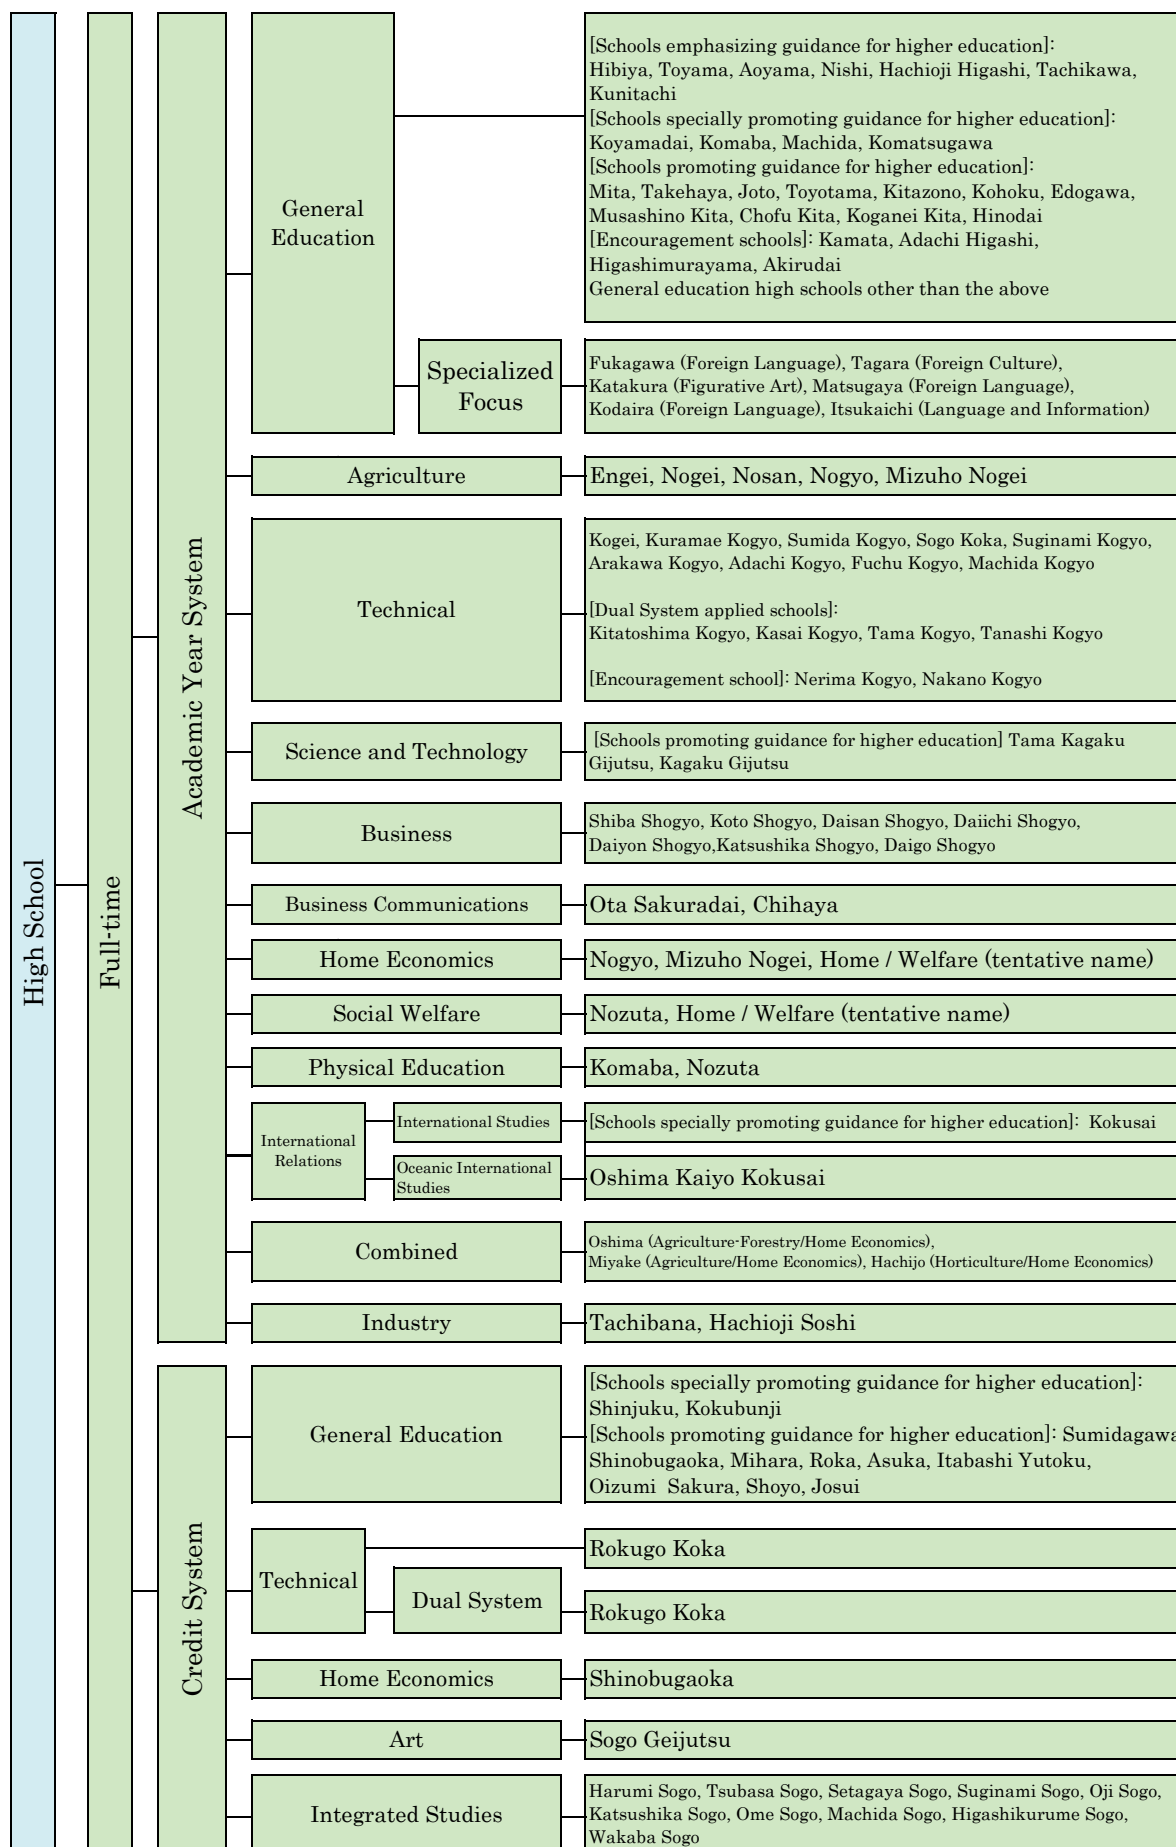 High School
Full-time
Academic Year System
General
Education
[Schools emphasizing guidance for higher education]:
Hibiya, Toyama, Aoyama, Nishi, Hachioji Higashi, Tachikawa,
Kunitachi
[Schools specially promoting guidance for higher education]:
Koyamadai, Komaba, Machida, Komatsugawa
[Schools promoting guidance for higher education]:
Mita, Takehaya, Joto, Toyotama, Kitazono, Kohoku, Edogawa,
Musashino Kita, Chofu Kita, Koganei Kita, Hinodai
[Encouragement schools]: Kamata, Adachi Higashi,
Higashimurayama, Akirudai
General education high schools other than the above
Specialized
Focus
Fukagawa (Foreign Language), Tagara (Foreign Culture),
Katakura (Figurative Art), Matsugaya (Foreign Language),
Kodaira (Foreign Language), Itsukaichi (Language and Information)
Agriculture
Engei, Nogei, Nosan, Nogyo, Mizuho Nogei
Technical
Kogei, Kuramae Kogyo, Sumida Kogyo, Sogo Koka, Suginami Kogyo,
Arakawa Kogyo, Adachi Kogyo, Fuchu Kogyo, Machida Kogyo
[Dual System applied schools]:
Kitatoshima Kogyo, Kasai Kogyo, Tama Kogyo, Tanashi Kogyo
[Encouragement school]: Nerima Kogyo, Nakano Kogyo
Science and Technology
[Schools promoting guidance for higher education] Tama Kagaku
Gijutsu, Kagaku Gijutsu
Business
Shiba Shogyo, Koto Shogyo, Daisan Shogyo, Daiichi Shogyo,
Daiyon Shogyo,Katsushika Shogyo, Daigo Shogyo
Business Communications
Ota Sakuradai, Chihaya
Home Economics
Nogyo, Mizuho Nogei, Home / Welfare (tentative name)
Social Welfare
Nozuta, Home / Welfare (tentative name)
Physical Education
Komaba, Nozuta
International
Relations
International Studies
[Schools specially promoting guidance for higher education]: Kokusai
Oceanic International
Studies
Oshima Kaiyo Kokusai
Combined
Oshima (Agriculture-Forestry/Home Economics),
Miyake (Agriculture/Home Economics), Hachijo (Horticulture/Home Economics)
Industry
Tachibana, Hachioji Soshi
Credit System
General Education
[Schools specially promoting guidance for higher education]:
Shinjuku, Kokubunji
[Schools promoting guidance for higher education]: Sumidagawa
Shinobugaoka, Mihara, Roka, Asuka, Itabashi Yutoku,
Oizumi Sakura, Shoyo, Josui
Technical
Rokugo Koka
Dual System
Rokugo Koka
Home Economics
Shinobugaoka
Art
Sogo Geijutsu
Integrated Studies
Harumi Sogo, Tsubasa Sogo, Setagaya Sogo, Suginami Sogo, Oji Sogo,
Katsushika Sogo, Ome Sogo, Machida Sogo, Higashikurume Sogo,
Wakaba Sogo